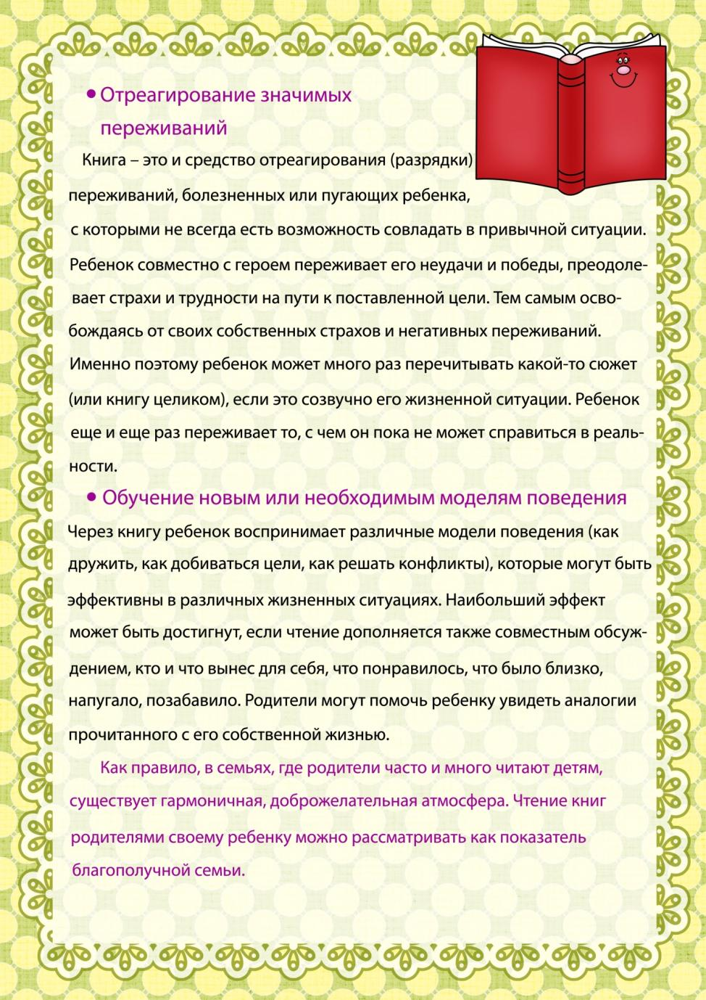 • Отреагирование значимых
переживаний
Книга – это и средство отреагирования (разрядки)
переживаний, болезненных или пугающих ребенка,
с которыми не всегда есть возможность совладать в привычной ситуации.
Ребенок совместно с героем переживает его неудачи и победы, преодоле-
вает страхи и трудности на пути к поставленной цели. Тем самым осво-
бождаясь от своих собственных страхов и негативных переживаний.
Именно поэтому ребенок может много раз перечитывать какой-то сюжет
(или книгу целиком), если это созвучно его жизненной ситуации. Ребенок
еще и еще раз переживает то, с чем он пока не может справиться в реаль-
ности.
• Обучение новым или необходимым моделям поведения
Через книгу ребенок воспринимает различные модели поведения (как
дружить, как добиваться цели, как решать конфликты), которые могут быть
эффективны в различных жизненных ситуациях. Наибольший эффект
может быть достигнут, если чтение дополняется также совместным обсуж-
дением, кто и что вынес для себя, что понравилось, что было близко,
напугало, позабавило. Родители могут помочь ребенку увидеть аналогии
прочитанного с его собственной жизнью.
Как правило, в семьях, где родители часто и много читают детям,
существует гармоничная, доброжелательная атмосфера. Чтение книг
родителями своему ребенку можно рассматривать как показатель
благополучной семьи.